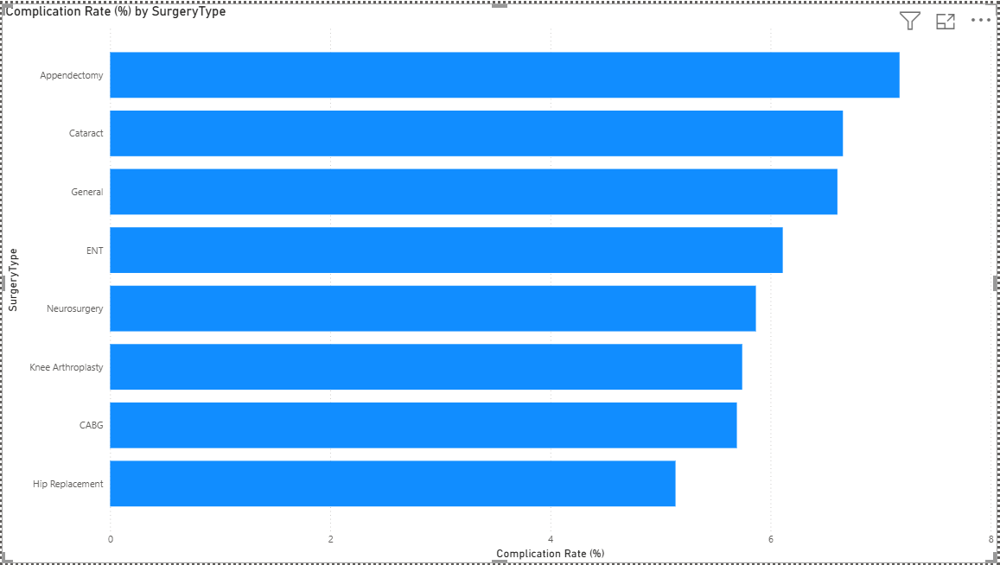 Complication Rate (%) by SurgeryType
Appendectomy
Cataract
General
ENT
Neurosurgery
Knee Arthroplasty
CABG
Hip Replacement
SurgeryType
0 2 4 6 8
Complication Rate (%)